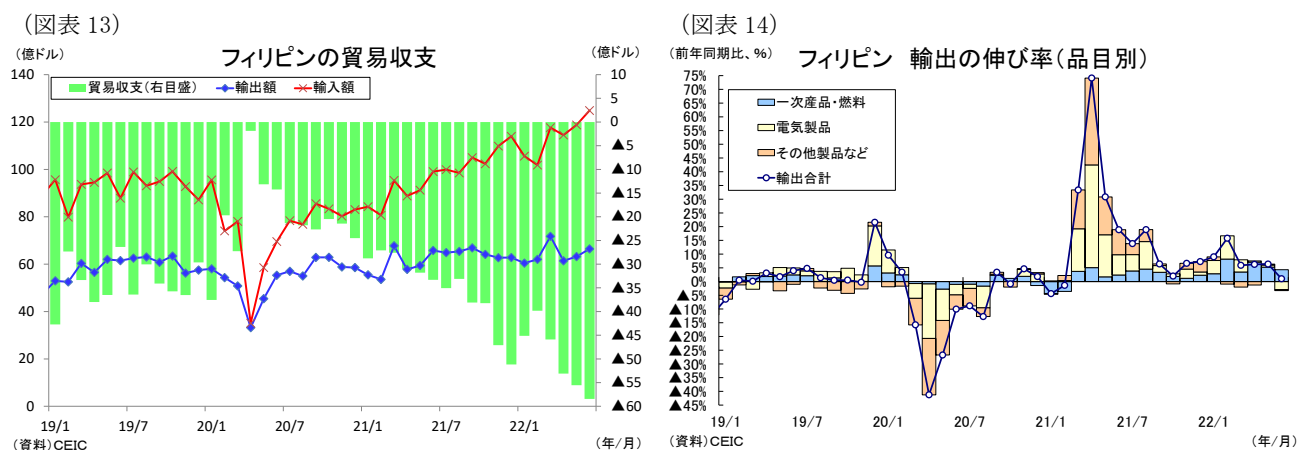 (図表 13)
フィリピンの貿易収支
(億ドル)
(億ドル)
貿易収支(右目盛) 輸出額 輸入額
140
120
100
80
60
40
20
0
10
5
0
▲5
▲10
▲15
▲20
▲25
▲30
▲35
▲40
▲45
▲50
▲55
▲60
19/1 19/7 20/1 20/7 21/1 21/7 22/1
(資料)CEIC
(年/月)
(図表 14)
フィリピン 輸出の伸び率(品目別)
(前年同期比、%)
一次産品・燃料
電気製品
その他製品など
輸出合計
75%
70%
65%
60%
55%
50%
45%
40%
35%
30%
25%
20%
15%
10%
5%
0%
▲5%
▲10%
▲15%
▲20%
▲25%
▲30%
▲35%
▲40%
▲45%
19/1 19/7 20/1 20/7 21/1 21/7 22/1
(資料)CEIC
(年/月)